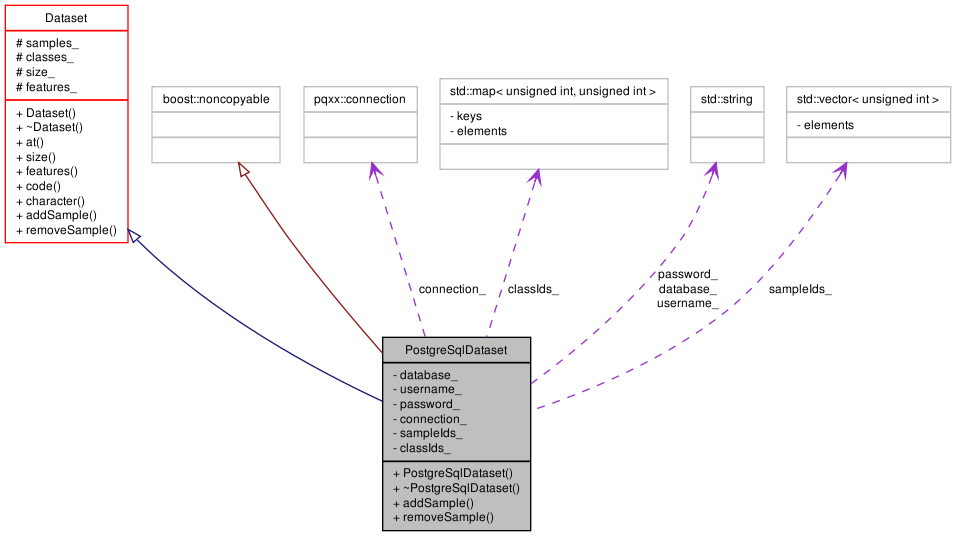 Dataset
# samples_
# classes_
# size_
# features_
+ Dataset()
+ ~Dataset()
+ at()
+ size()
+ features()
+ code()
+ character()
+ addSample()
+ removeSample()
boost::noncopyable
pqxx::connection
std::map< unsigned int, unsigned int >
- keys
- elements
std::string
std::vector< unsigned int >
- elements
connection_
classIds_
password_
database_
username_
sampleIds_
PostgreSqlDataset
- database_
- username_
- password_
- connection_
- sampleIds_
- classIds_
+ PostgreSqlDataset()
+ ~PostgreSqlDataset()
+ addSample()
+ removeSample()